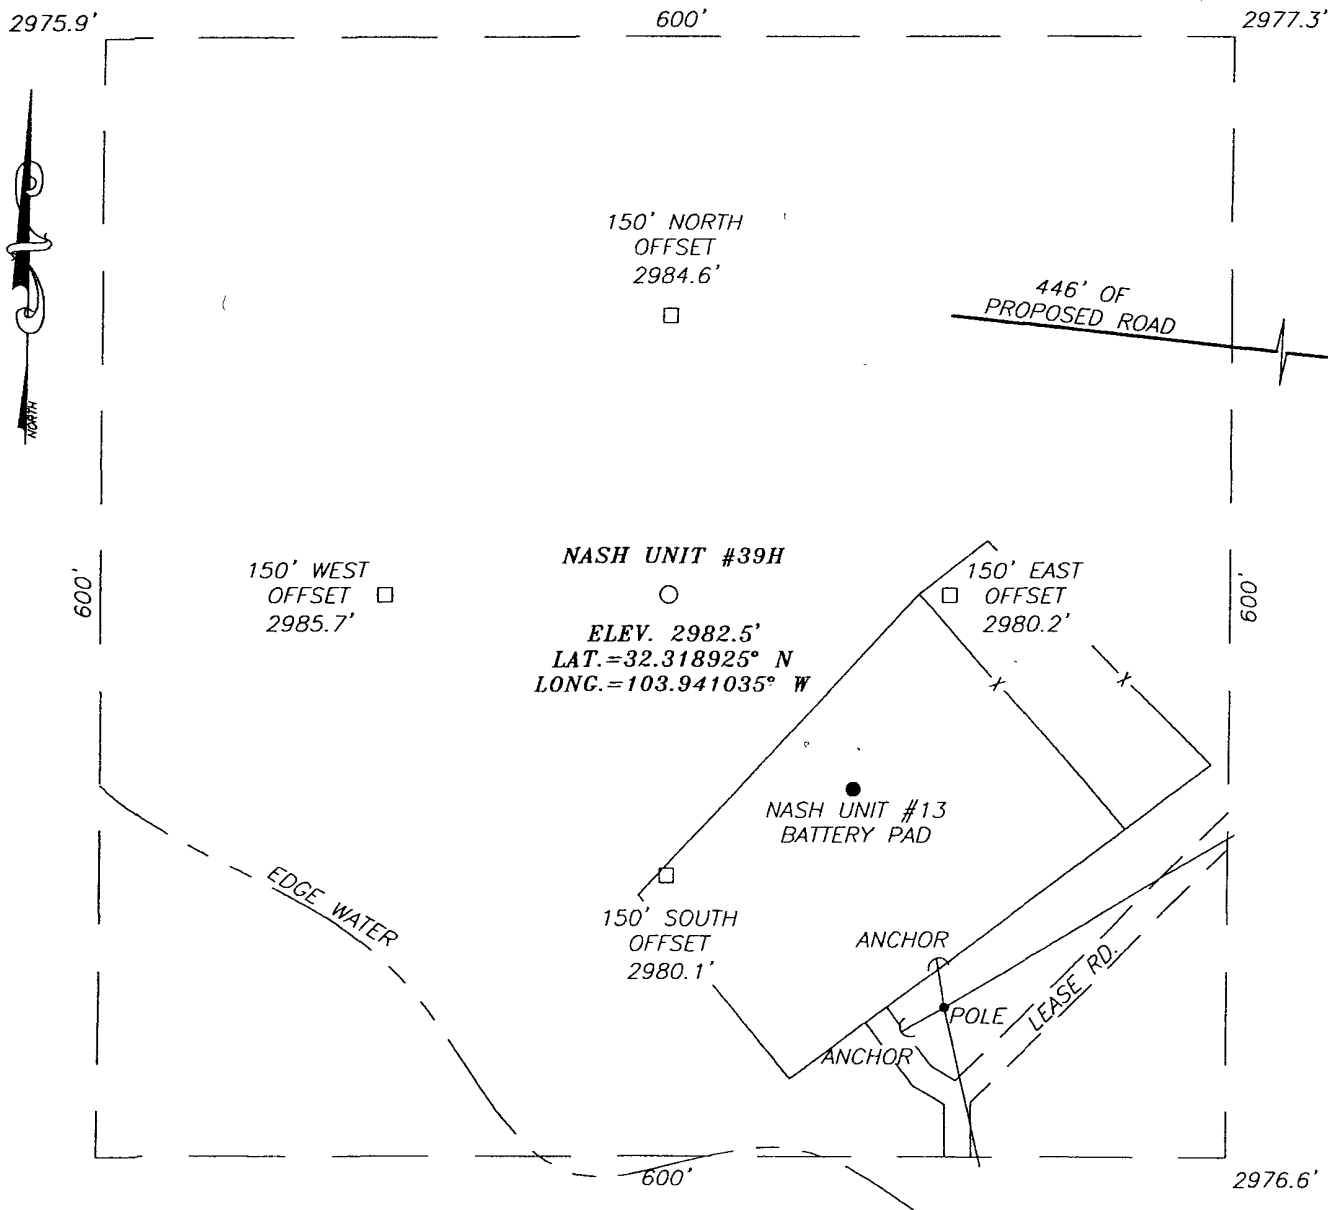 2975.9'
600'
2977.3'
150' NORTH
OFFSET
2984.6'
446' OF
PROPOSED ROAD
NORTH
NASH UNIT #39H
150' WEST
OFFSET
2985.7'
150' EAST
OFFSET
2980.2'
600'
600'
ELEV. 2982.5'
LAT.=32.318925° N
LONG.=103.941035° W
X
X
NASH UNIT #13
BATTERY PAD
EDGE WATER
150' SOUTH
OFFSET
2980.1'
ANCHOR
LEASE RD.
POLE
ANCHOR
600'
2976.6'